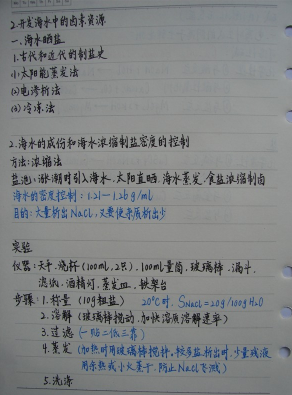 2.开发海水中的卤素资源
一.海水晒盐
1.古代和近代的制盐史
(1)太阳能蒸发法
(2)电渗析法
(3)冷冻法
2.海水的成份和海水浓缩制盐密度的控制
方法:浓缩法
盐池:涨潮时引入海水.太阳直晒.海水蒸发.食盐浓缩制卤
海水的密度控制:1.21—1.26g/ml
目的:大量析出NaCl,又要使杂质析出少
实验
仪器:天平.烧杯(100ml,2只).100ml量筒.玻璃棒.漏斗.
滤纸.酒精灯.蒸发皿.铁架台
步骤:1.称量(10g粗盐) 20℃时.SNaCl=20g/100gH2O
2.溶解(玻璃棒搅动.加快溶质溶解速率)
3.过滤(一贴二低三靠)
4.蒸发(加热时用玻璃棒搅拌,较多盐析出时.少量残液
用余热或小火蒸干.防止NaCl飞溅)
5.洗涤